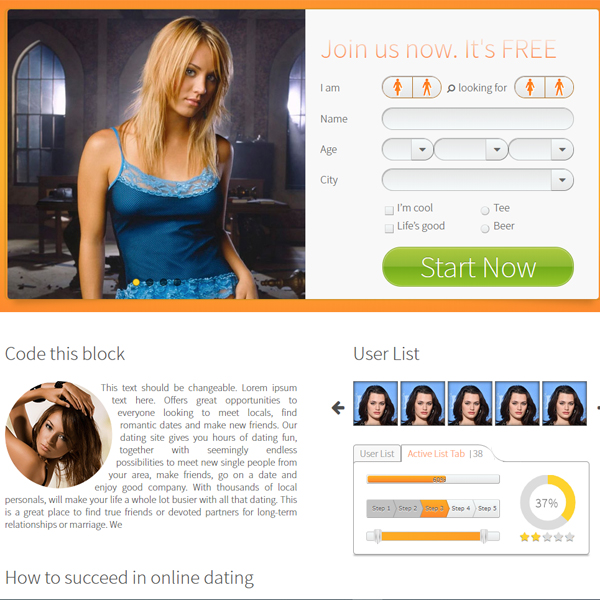 Join us now. It's FREE
I am
looking for
Name
Age
City
I'm cool
Tee
Life's good
Beer
Start Now
Code this block
This text should be changeable. Lorem ipsum
text here. Offers great opportunities to
everyone looking to meet locals, find
romantic dates and make new friends. Our
dating site gives you hours of dating fun,
together with seemingly endless
possibilities to meet new single people from
your area, make friends, go on a date and
enjoy good company. With thousands of local
personals, will make your life a whole lot busier with all that dating. This
is a great place to find true friends or devoted partners for long-term
relationships or marriage. We
User List
User List
Active List Tab |38
60%
Step 1 Step 2 Step 3 Step 4 Step 5
37%
How to succeed in online dating